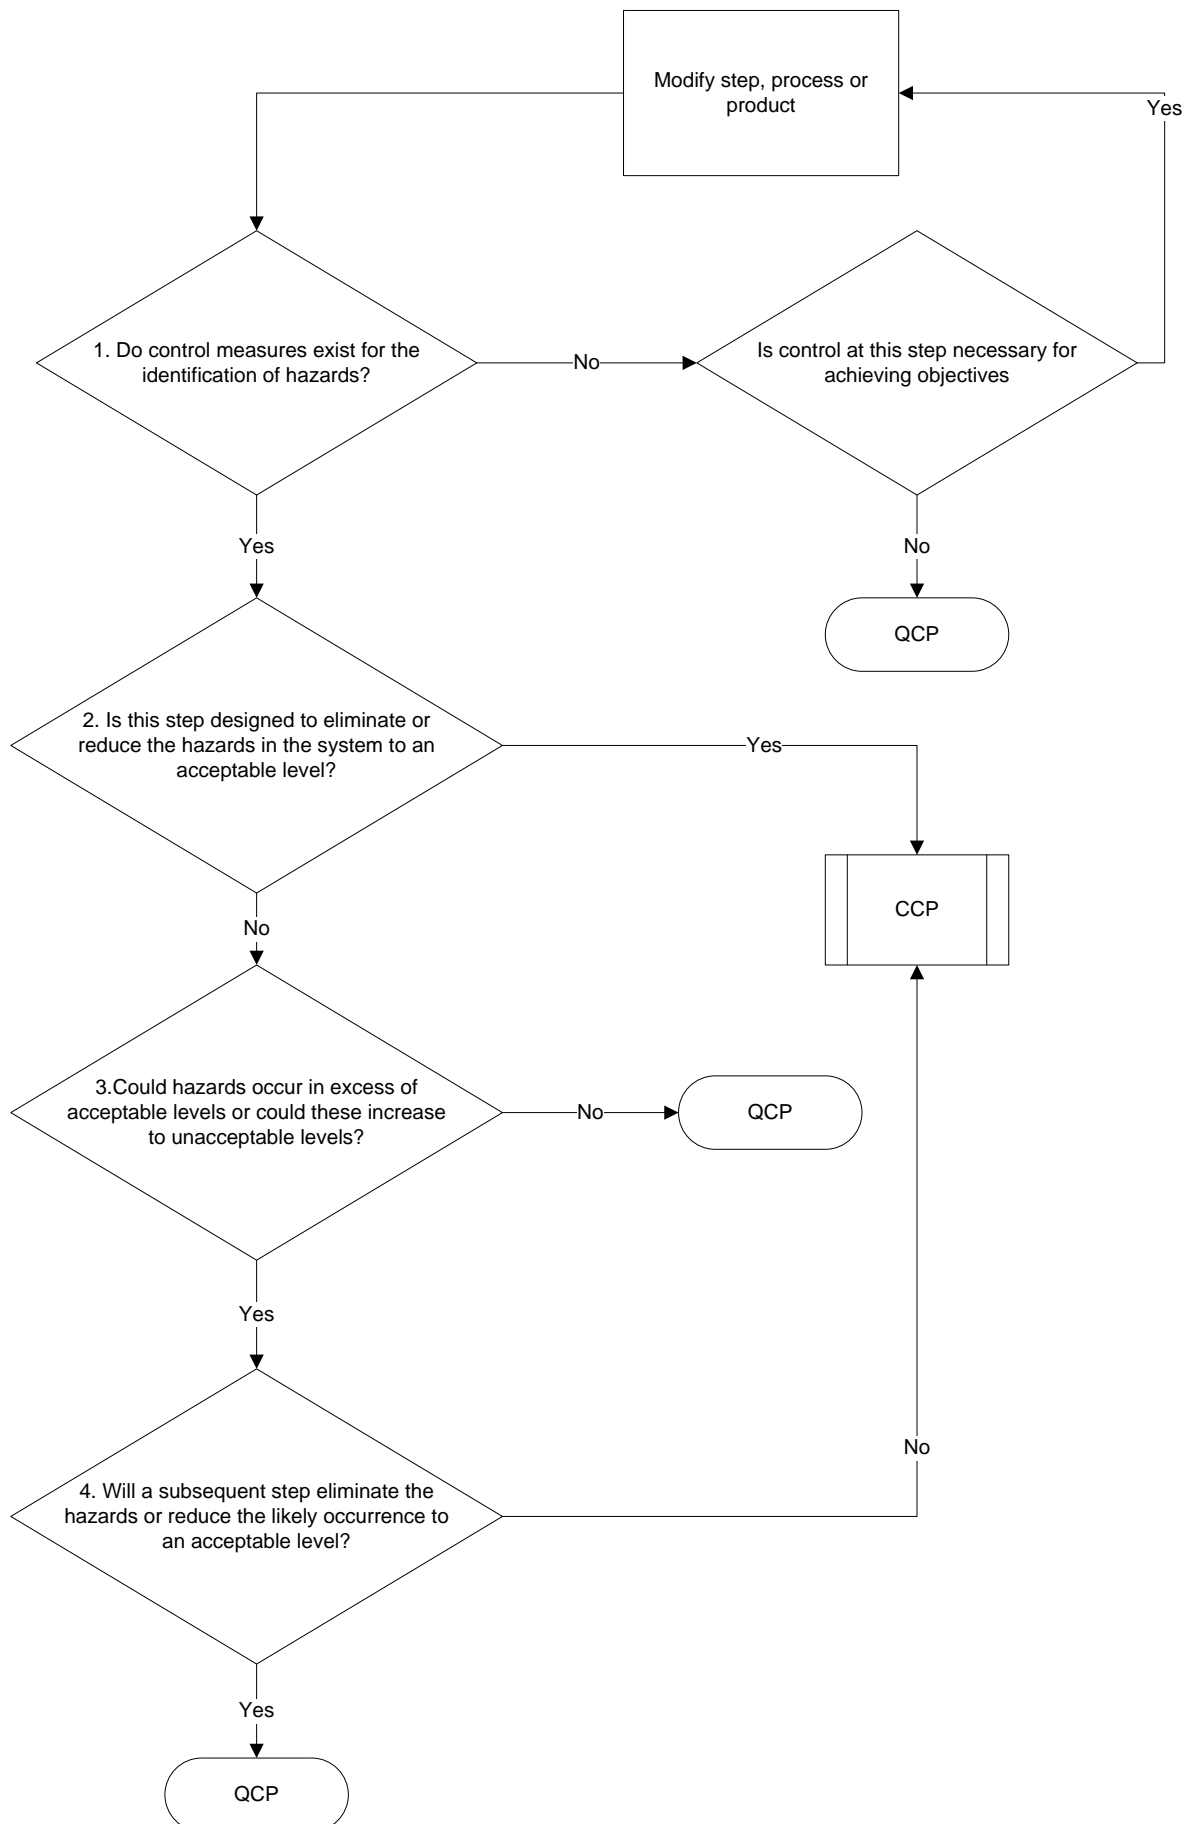 Modify step, process or
product
Yes
1. Do control measures exist for the
identification of hazards?
No
Is control at this step necessary for
achieving objectives
Yes
No
QCP
2. Is this step designed to eliminate or
reduce the hazards in the system to an
acceptable level?
Yes
CCP
No
3.Could hazards occur in excess of
acceptable levels or could these increase
to unacceptable levels?
No
QCP
Yes
No
4. Will a subsequent step eliminate the
hazards or reduce the likely occurrence to
an acceptable level?
Yes
QCP